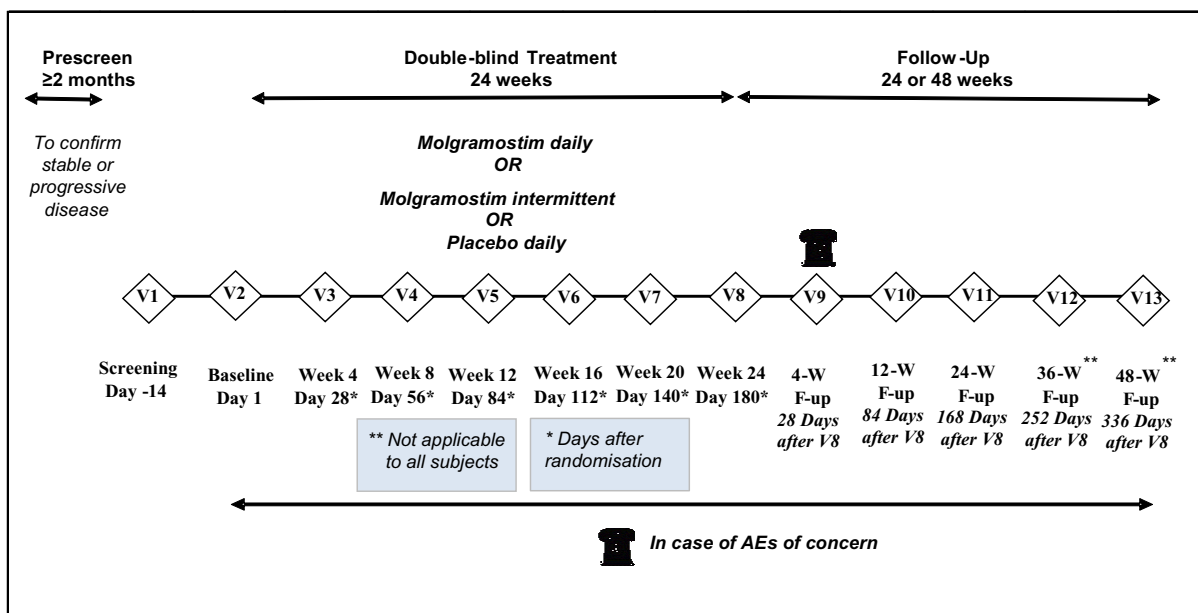 Prescreen
≥2 months
Double-blind Treatment
24 weeks
Follow-Up
24 or 48 weeks
To confirm
stable or
progressive
disease
Molgramostim daily
OR
Molgramostim intermittent
OR
Placebo daily
V1 V2 V3 V4 V5 V6 V7 V8 V9 V10 V11 V12 V13
Screening
Day -14
Baseline
Day 1
Week 4
Day 28*
Week 8
Day 56*
Week 12
Day 84*
Week 16
Day 112*
Week 20
Day 140*
Week 24
Day 180*
4-W
F-up
28 Days
after V8
12-W
F-up
84 Days
after V8
24-W
F-up
168 Days
after V8
36-W **
F-up
252 Days
after V8
48-W **
F-up
336 Days
after V8
** Not applicable
to all subjects
* Days after
randomisation
In case of AEs of concern